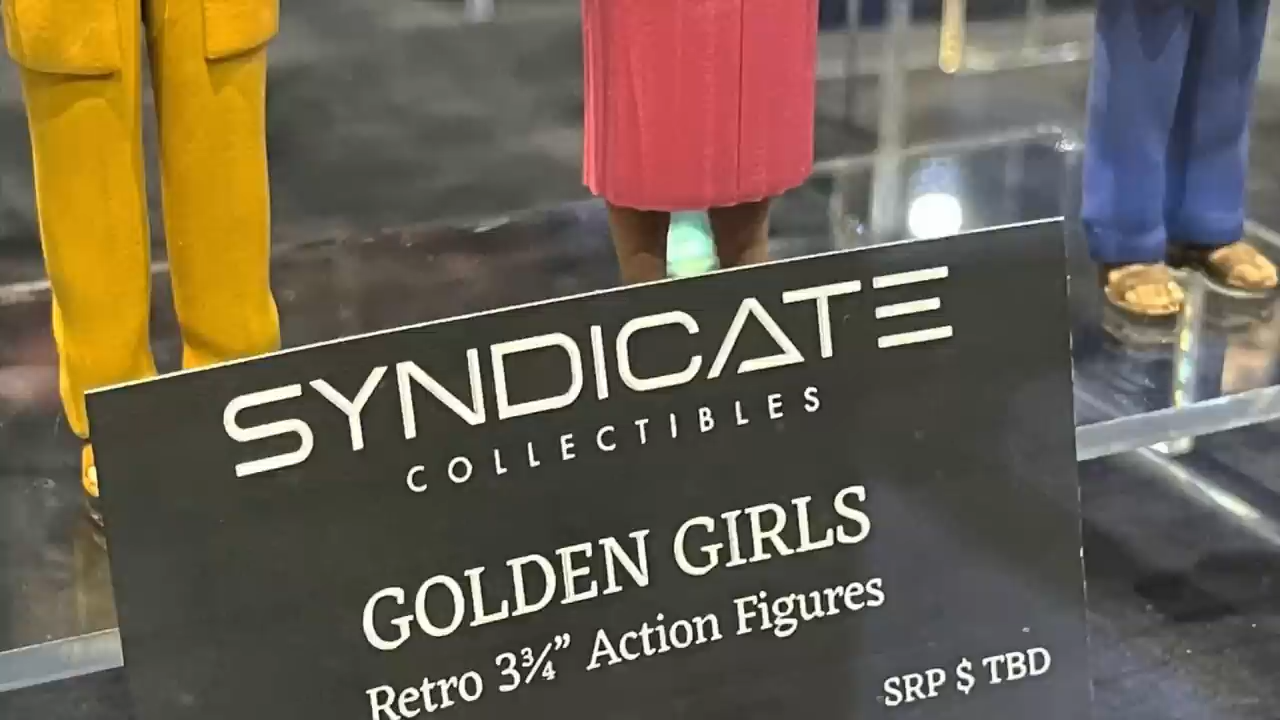 SYNDICATE
COLLECTIBLES
GOLDEN GIRLS
Retro 3¾” Action Figures
SRP $ TBD